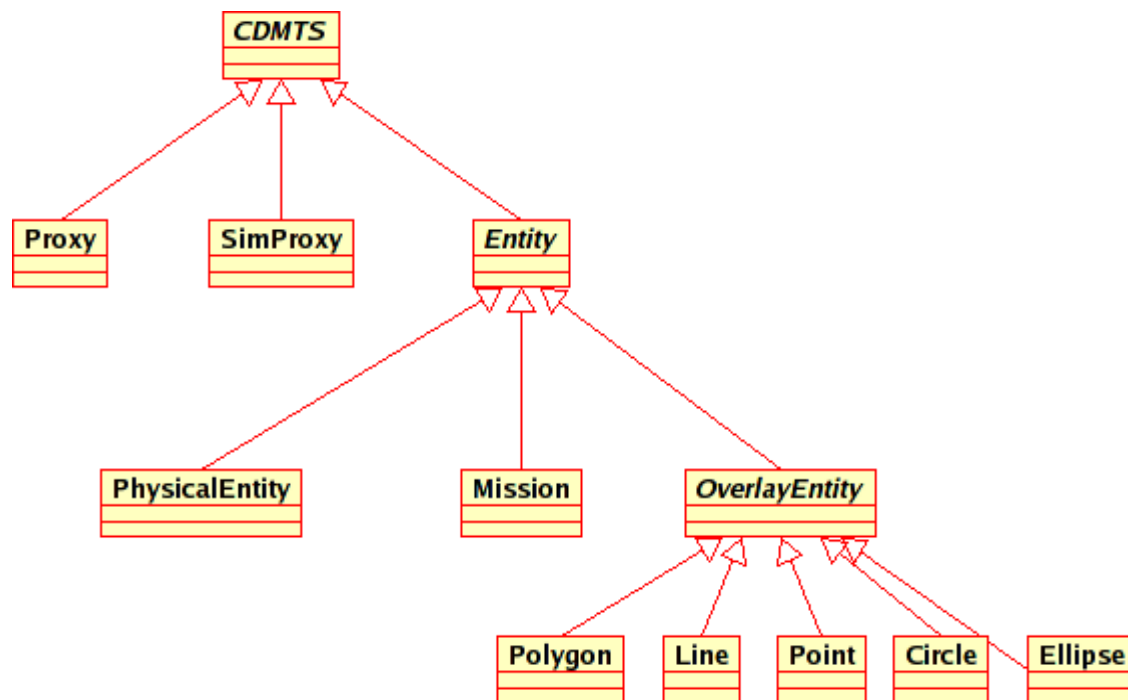 CDMTS
Proxy
SimProxy
Entity
PhysicalEntity
Mission
OverlayEntity
Polygon
Line
Point
Circle
Ellipse